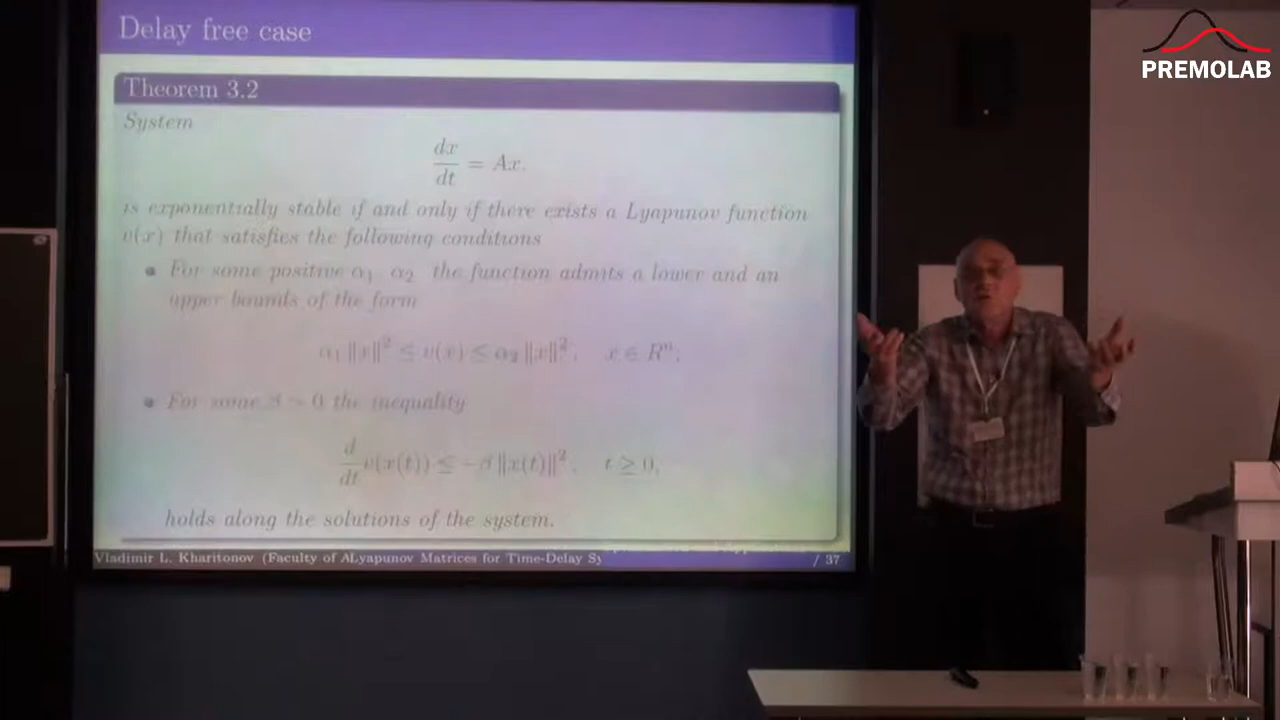 Delay free case
PREMOLAB
Theorem 3.2
System
dx/dt = Ax.
is exponentially stable if and only if there exists a Lyapunov function
v(x) that satisfies the following conditions
• For some positive α₁, α₂ the function admits a lower and an
upper bounds of the form
α₁ ‖x‖² ≤ v(x) ≤ α₂ ‖x‖², x ∈ Rⁿ;
• For some β > 0 the inequality
d/dt v(x(t)) ≤ −β ‖x(t)‖², t ≥ 0,
holds along the solutions of the system.
Vladimir L. Kharitonov (Faculty of ALyapunov Matrices for Time-Delay Sy
/ 37